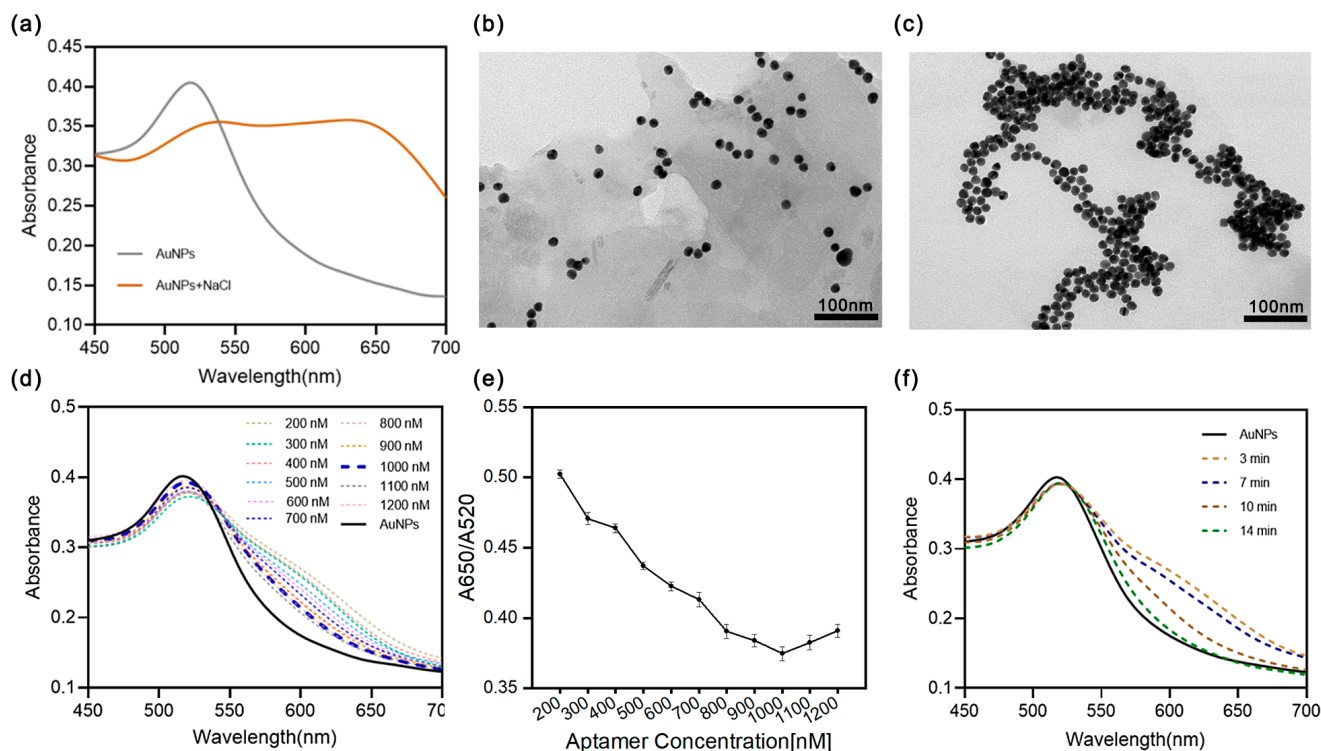 (a)
0.45
0.40
0.35
0.30
0.25
0.20
0.15
0.10
Absorbance
AuNPs
AuNPs+NaCl
450 500 550 600 650 700
Wavelength(nm)
(b)
100nm
(c)
100nm
(d)
0.5
0.4
0.3
0.2
0.1
Absorbance
200 nM
300 nM
400 nM
500 nM
600 nM
700 nM
800 nM
900 nM
1000 nM
1100 nM
1200 nM
AuNPs
450 500 550 600 650 70
Wavelength(nm)
(e)
0.55
0.50
0.45
0.40
0.35
A650/A520
200 300 400 500 600 700 800 900 1000 1100 1200
Aptamer Concentration[nM]
(f)
0.5
0.4
0.3
0.2
0.1
Absorbance
AuNPs
3 min
7 min
10 min
14 min
450 500 550 600 650 700
Wavelength(nm)